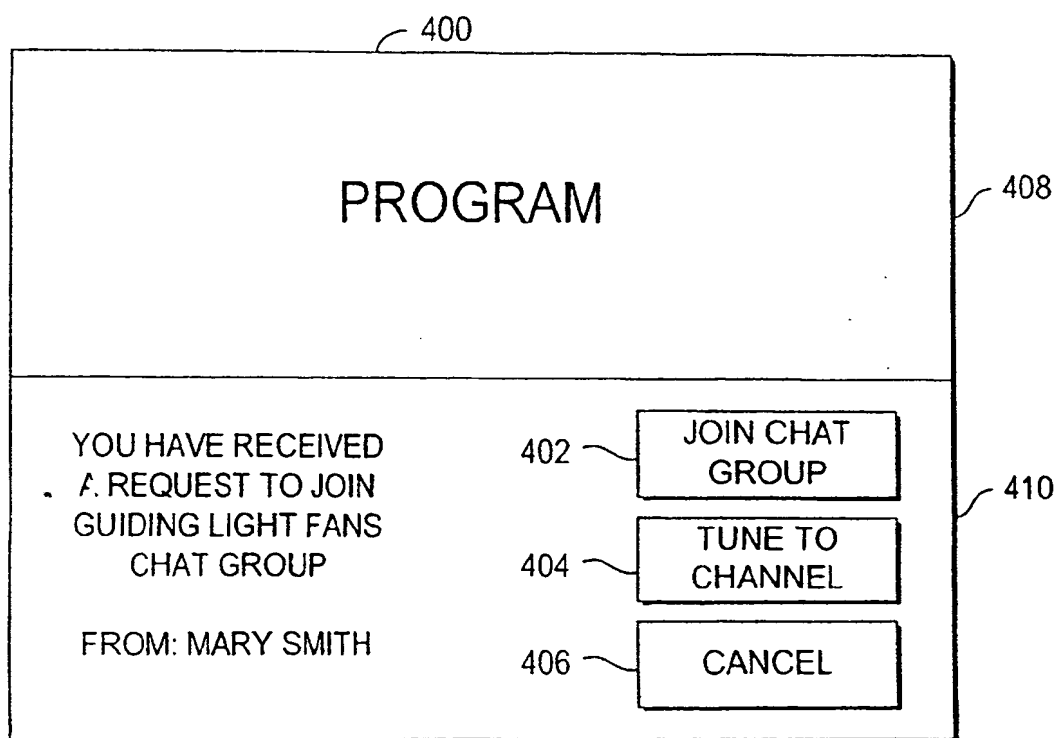 400
PROGRAM
408
YOU HAVE RECEIVED
A REQUEST TO JOIN
GUIDING LIGHT FANS
CHAT GROUP
FROM: MARY SMITH
402
JOIN CHAT
GROUP
410
404
TUNE TO
CHANNEL
406
CANCEL